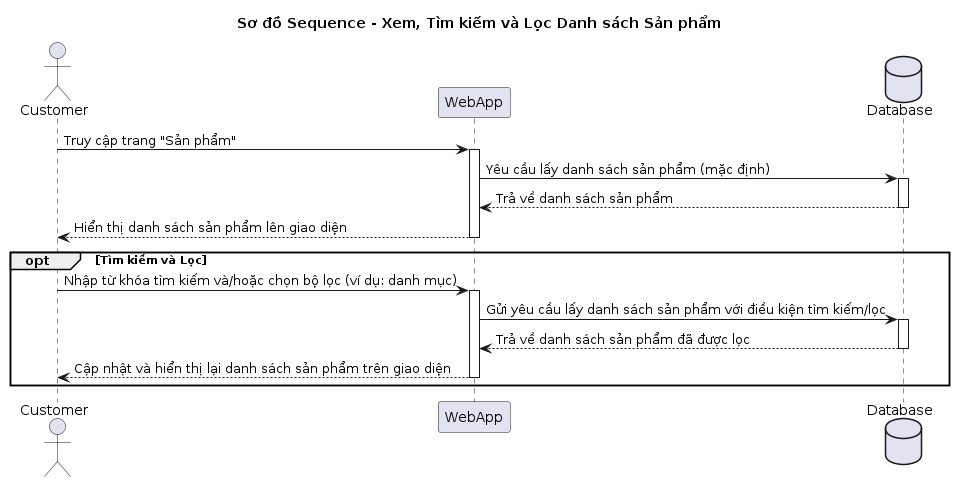 Sơ đồ Sequence - Xem, Tìm kiếm và Lọc Danh sách Sản phẩm
Customer
WebApp
Database
Truy cập trang "Sản phẩm"
Yêu cầu lấy danh sách sản phẩm (mặc định)
Trả về danh sách sản phẩm
Hiển thị danh sách sản phẩm lên giao diện
opt [Tìm kiếm và Lọc]
Nhập từ khóa tìm kiếm và/hoặc chọn bộ lọc (ví dụ: danh mục)
Gửi yêu cầu lấy danh sách sản phẩm với điều kiện tìm kiếm/lọc
Trả về danh sách sản phẩm đã được lọc
Cập nhật và hiển thị lại danh sách sản phẩm trên giao diện
Customer
WebApp
Database